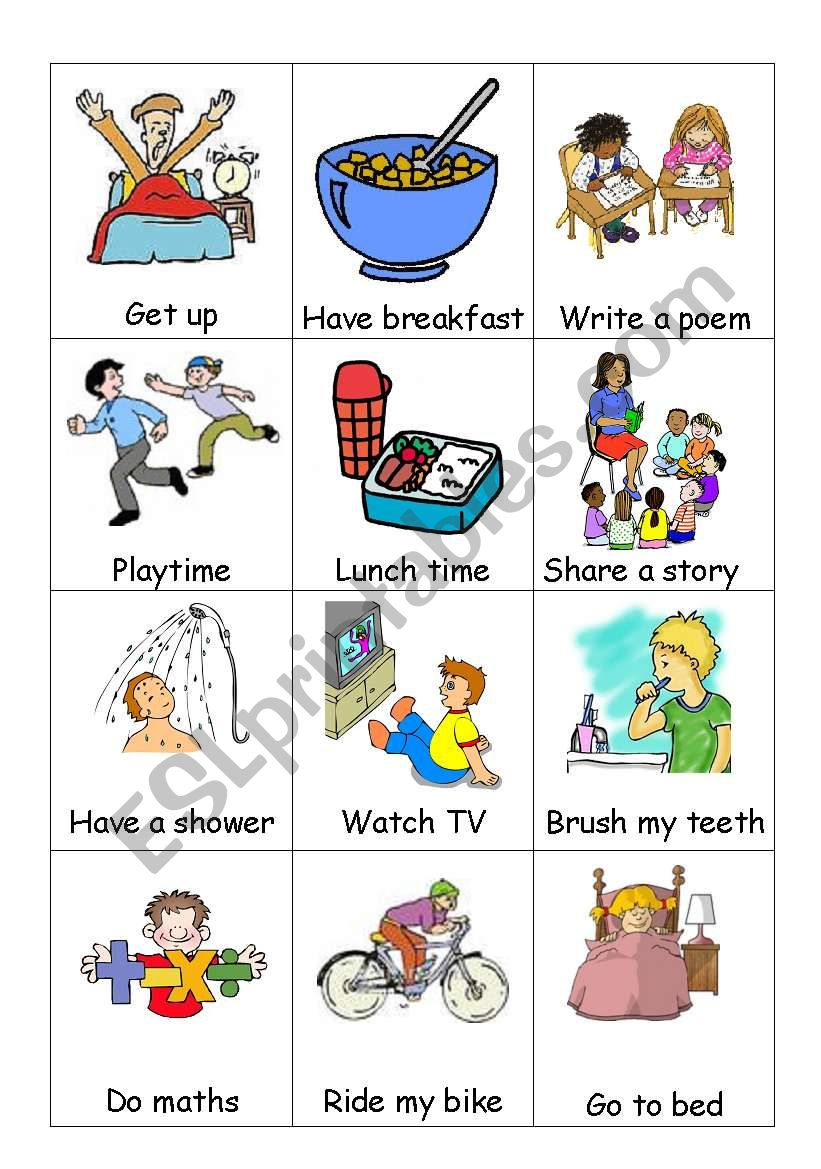 Get up
Have breakfast
Write a poem
Playtime
Lunch time
Share a story
Have a shower
Watch TV
Brush my teeth
Do maths
Ride my bike
Go to bed
ESLprintables.com